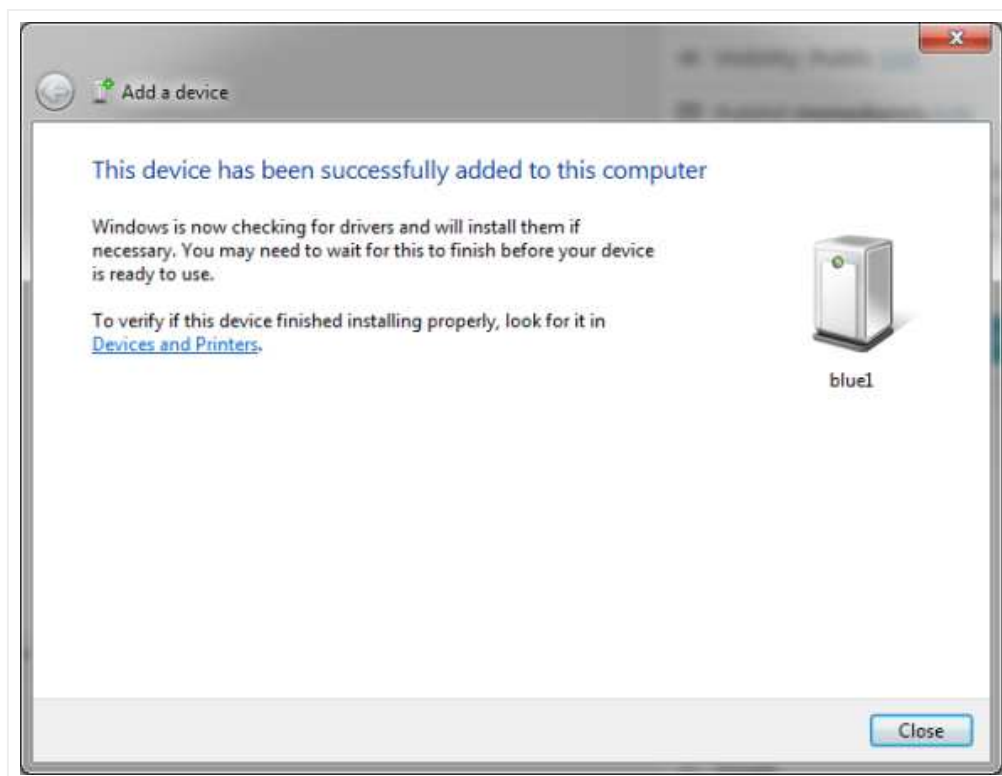 Add a device
This device has been successfully added to this computer
Windows is now checking for drivers and will install them if
necessary. You may need to wait for this to finish before your device
is ready to use.
To verify if this device finished installing properly, look for it in
Devices and Printers.
blue1
Close